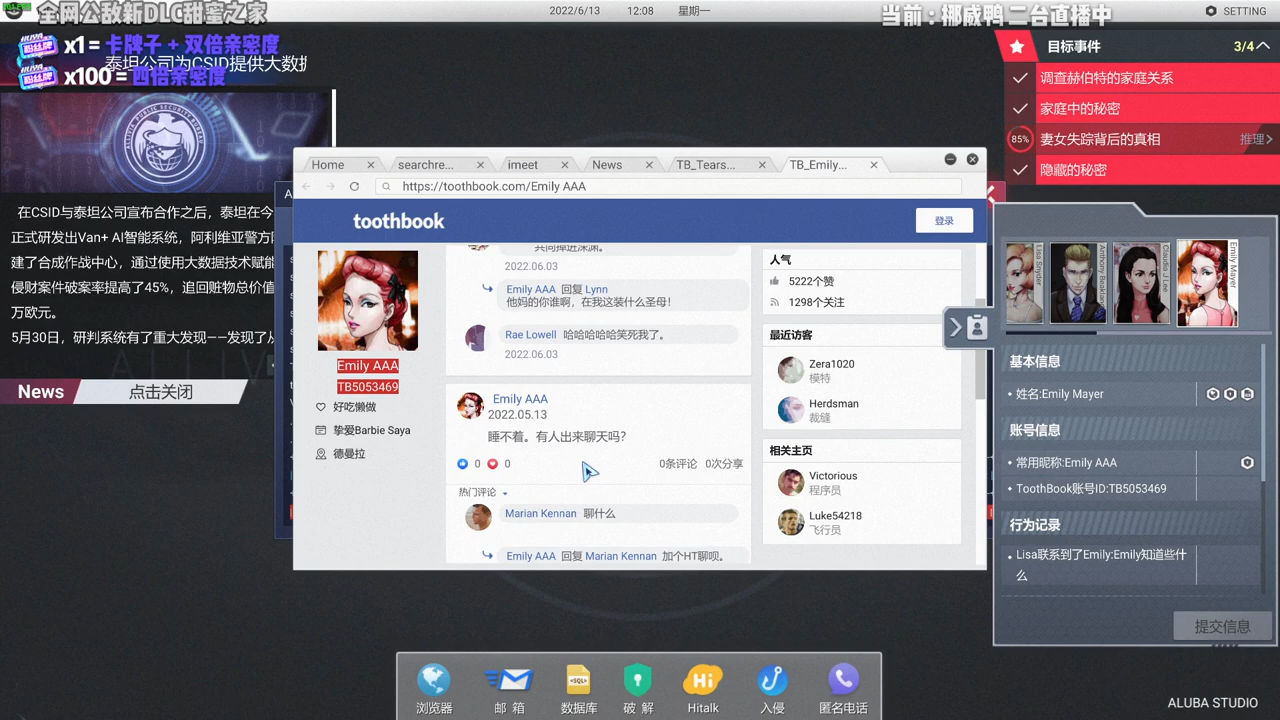 全网公敌新DLC甜蜜之家
2022/6/13
12:08
星期一
当前：挪威鸭 二台直播中
SETTING
x1 = 卡牌子 + 双倍亲密度
泰坦公司为CSID提供大数据
x100 = 四倍亲密度
目标事件
3/4
调查赫伯特的家庭关系
家庭中的秘密
85%
妻女失踪背后的真相
推理
隐藏的秘密
在CSID与泰坦公司宣布合作之后，泰坦在今
正式研发出Van+ AI智能系统，阿利维亚警方
建了合成作战中心，通过使用大数据技术赋能
侵财案件破案率提高了45%，追回赃物总价值
万欧元。
5月30日，研判系统有了重大发现——发现了从
News
点击关闭
Home
searchre...
imeet
News
TB_Tears...
TB_Emily...
https://toothbook.com/Emily AAA
toothbook
登录
Emily AAA
TB5053469
好吃懒做
挚爱Barbie Saya
德曼拉
共同掉进深渊。
2022.06.03
Emily AAA 回复 Lynn
他妈的你谁啊，在我这装什么圣母！
Rae Lowell 哈哈哈哈哈笑死我了。
2022.06.03
Emily AAA
2022.05.13
睡不着。有人出来聊天吗？
0
0
0条评论
0次分享
热门评论
Marian Kennan 聊什么
Emily AAA 回复 Marian Kennan 加个HT聊呗。
人气
5222个赞
1298个关注
最近访客
Zera1020
模特
Herdsman
裁缝
相关主页
Victorious
程序员
Luke54218
飞行员
Lisa Snyder
Anthony Beaklan
Claudia J Lee
Emily Mayer
基本信息
姓名:Emily Mayer
账号信息
常用昵称:Emily AAA
ToothBook账号ID:TB5053469
行为记录
Lisa联系到了Emily:Emily知道些什
么
提交信息
浏览器
邮 箱
数据库
破 解
Hitalk
入侵
匿名电话
ALUBA STUDIO